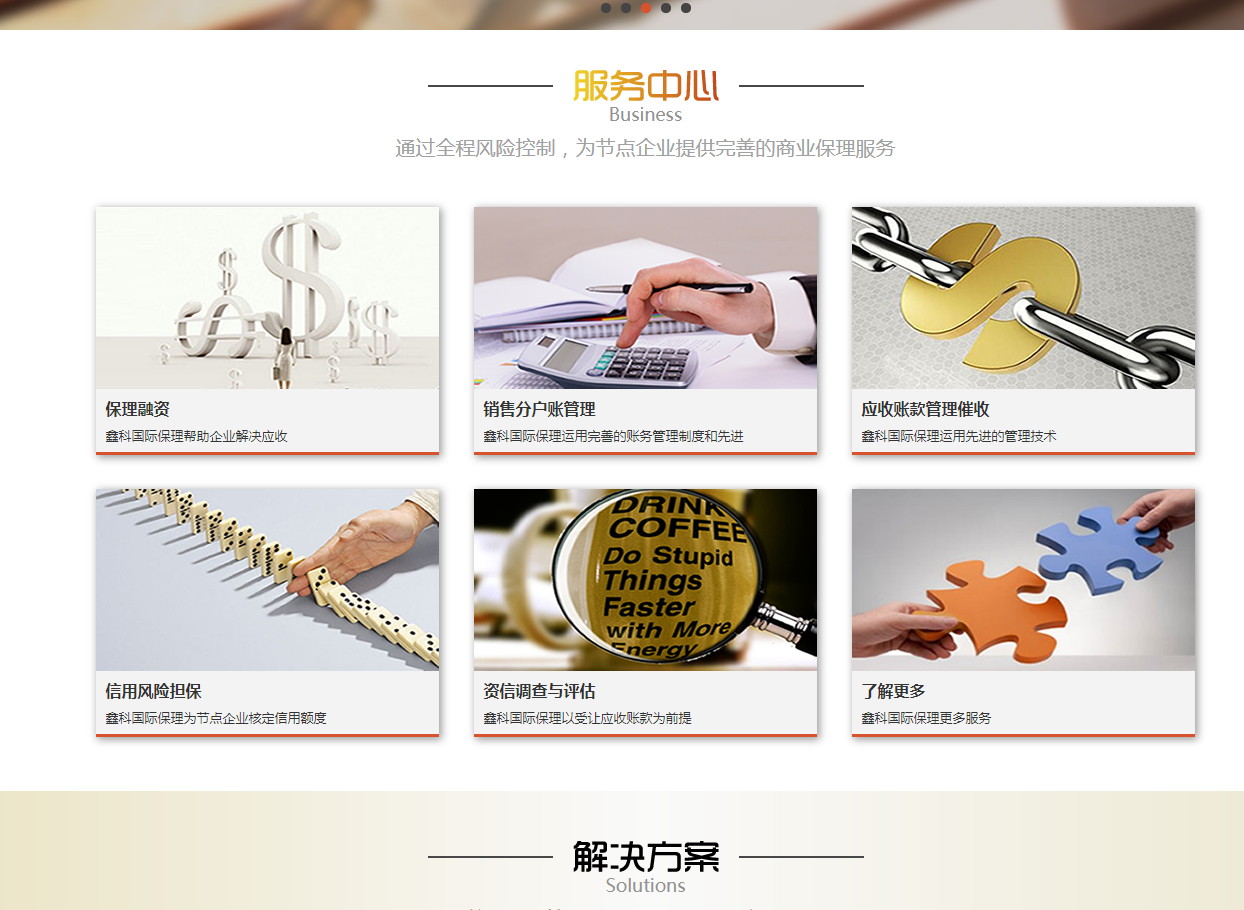 服务中心
Business
通过全程风险控制，为节点企业提供完善的商业保理服务
保理融资
鑫科国际保理帮助企业解决应收
销售分户账管理
鑫科国际保理运用完善的账务管理制度和先进
应收账款管理催收
鑫科国际保理运用先进的管理技术
DRINK
COFFEE
Do Stupid
Things
Faster
with More
Energy
信用风险担保
鑫科国际保理为节点企业核定信用额度
资信调查与评估
鑫科国际保理以受让应收账款为前提
了解更多
鑫科国际保理更多服务
解决方案
Solutions